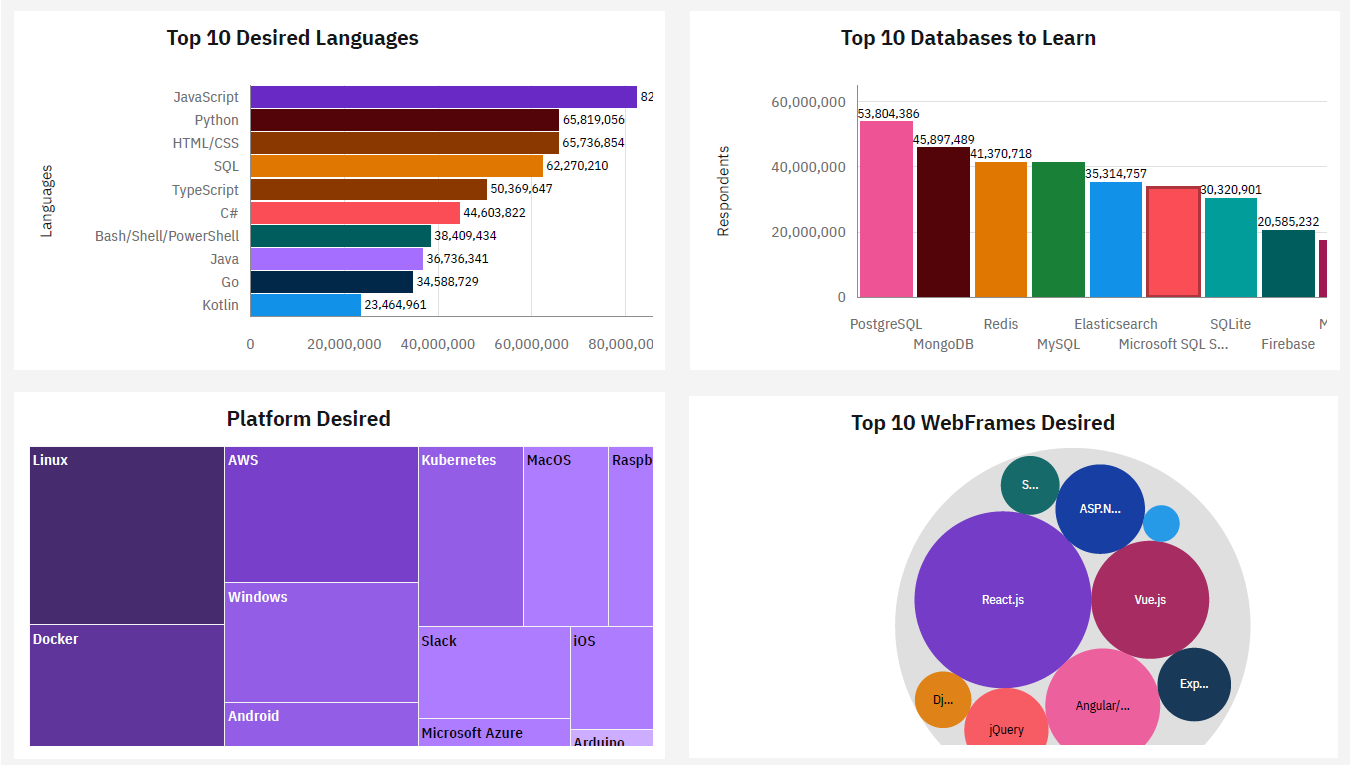 Top 10 Desired Languages
Languages
JavaScript 82
Python 65,819,056
HTML/CSS 65,736,854
SQL 62,270,210
TypeScript 50,369,647
C# 44,603,822
Bash/Shell/PowerShell 38,409,434
Java 36,736,341
Go 34,588,729
Kotlin 23,464,961
0 20,000,000 40,000,000 60,000,000 80,000,00
Top 10 Databases to Learn
Respondents
60,000,000
40,000,000
20,000,000
0
53,804,386
45,897,489
41,370,718
35,314,757
30,320,901
20,585,232
PostgreSQL Redis Elasticsearch SQLite M
MongoDB MySQL Microsoft SQL S... Firebase
Platform Desired
Linux AWS Kubernetes MacOS Raspb
Windows
Docker Slack iOS
Android
Microsoft Azure
Arduino
Top 10 WebFrames Desired
S...
ASP.N...
React.js
Vue.js
Exp...
Dj...
Angular/...
jQuery